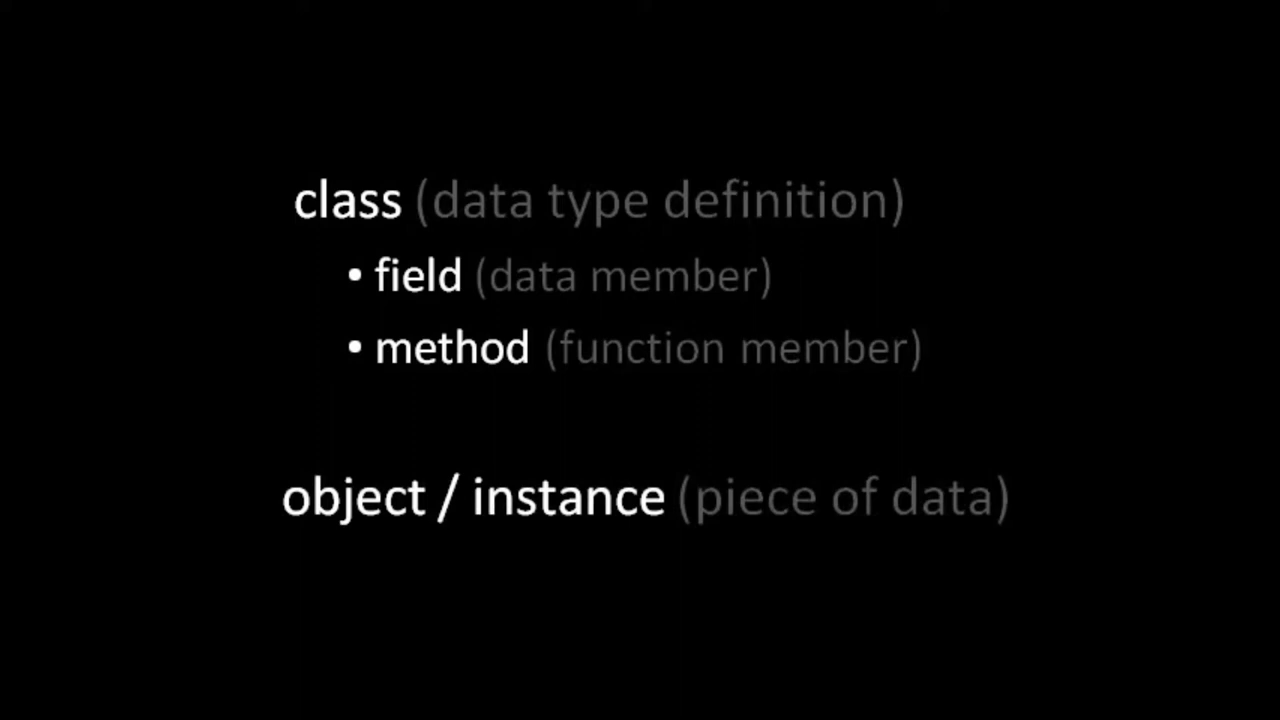 class (data type definition)
• field (data member)
• method (function member)
object / instance (piece of data)